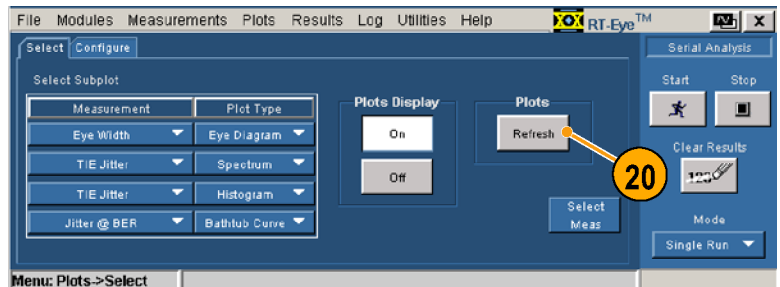 File Modules Measurements Plots Results Log Utilities Help RT-Eye™ X
Select Configure
Serial Analysis
Select Subplot
Start Stop
Measurement Plot Type
Plots Display
Plots
Eye Width Eye Diagram
On
Refresh
TIE Jitter Spectrum
Off
Clear Results
20
123
TIE Jitter Histogram
Select
Meas
Jitter @ BER Bathtub Curve
Mode
Single Run
Menu: Plots->Select